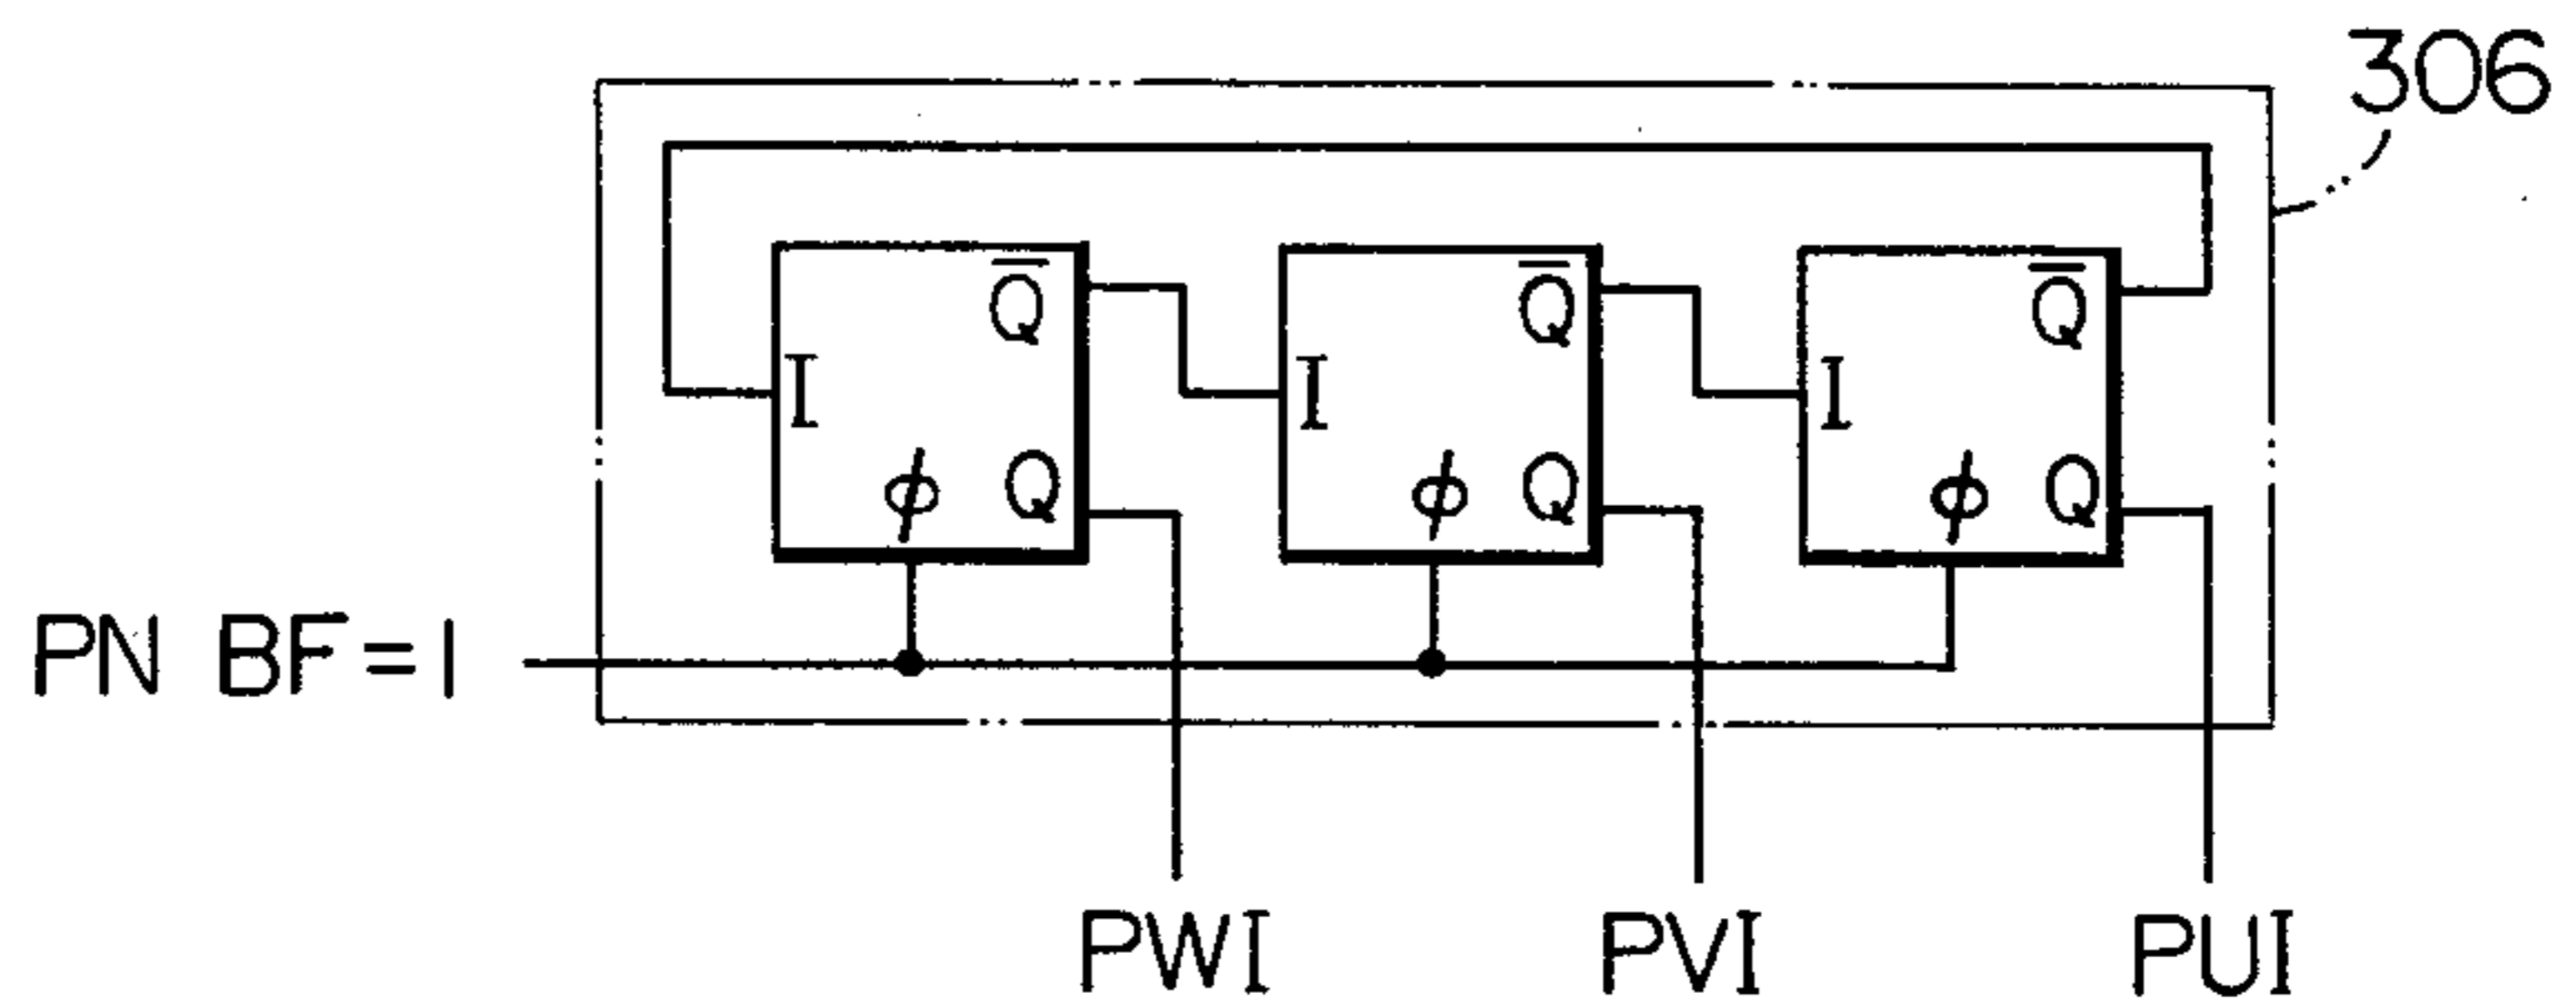 306
Q̅ Q̅ Q̅
I I I
ϕ Q ϕ Q ϕ Q
PN BF=1
PWI PVI PUI